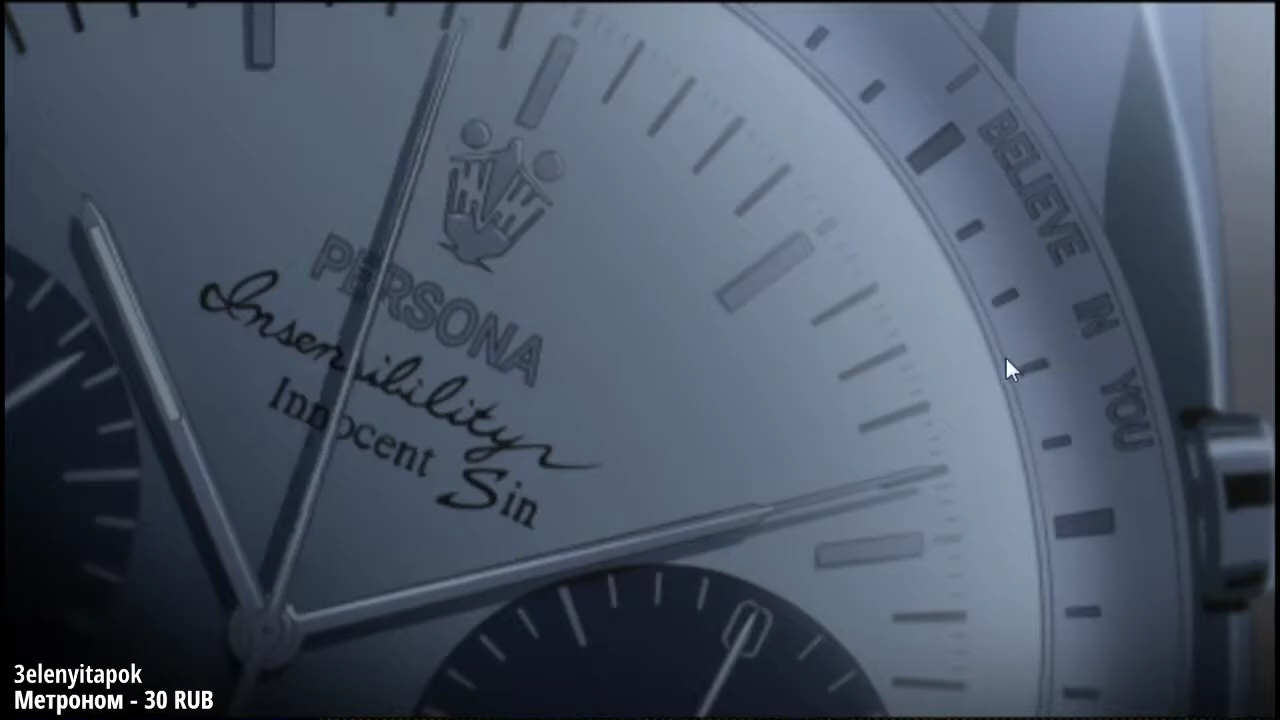 BELIEVE IN YOU
PERSONA
Insensibility
Innocent Sin
3elenyitapok
Метроном - 30 RUB